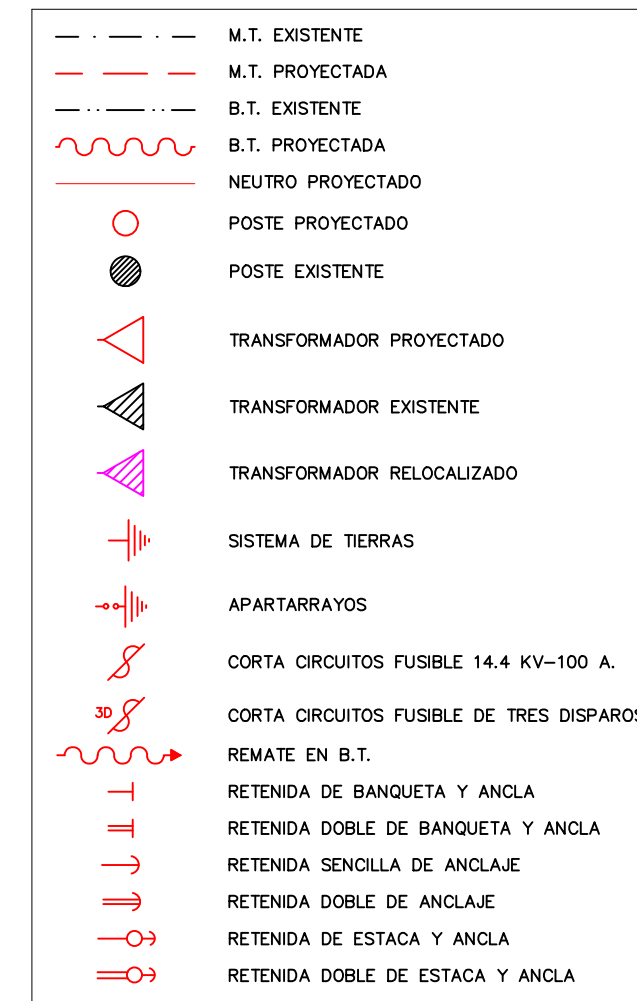 M.T. EXISTENTE
M.T. PROYECTADA
B.T. EXISTENTE
B.T. PROYECTADA
NEUTRO PROYECTADO
POSTE PROYECTADO
POSTE EXISTENTE
TRANSFORMADOR PROYECTADO
TRANSFORMADOR EXISTENTE
TRANSFORMADOR RELOCALIZADO
SISTEMA DE TIERRAS
APARTARRAYOS
CORTA CIRCUITOS FUSIBLE 14.4 KV-100 A.
3D CORTA CIRCUITOS FUSIBLE DE TRES DISPAROS
REMATE EN B.T.
RETENIDA DE BANQUETA Y ANCLA
RETENIDA DOBLE DE BANQUETA Y ANCLA
RETENIDA SENCILLA DE ANCLAJE
RETENIDA DOBLE DE ANCLAJE
RETENIDA DE ESTACA Y ANCLA
RETENIDA DOBLE DE ESTACA Y ANCLA